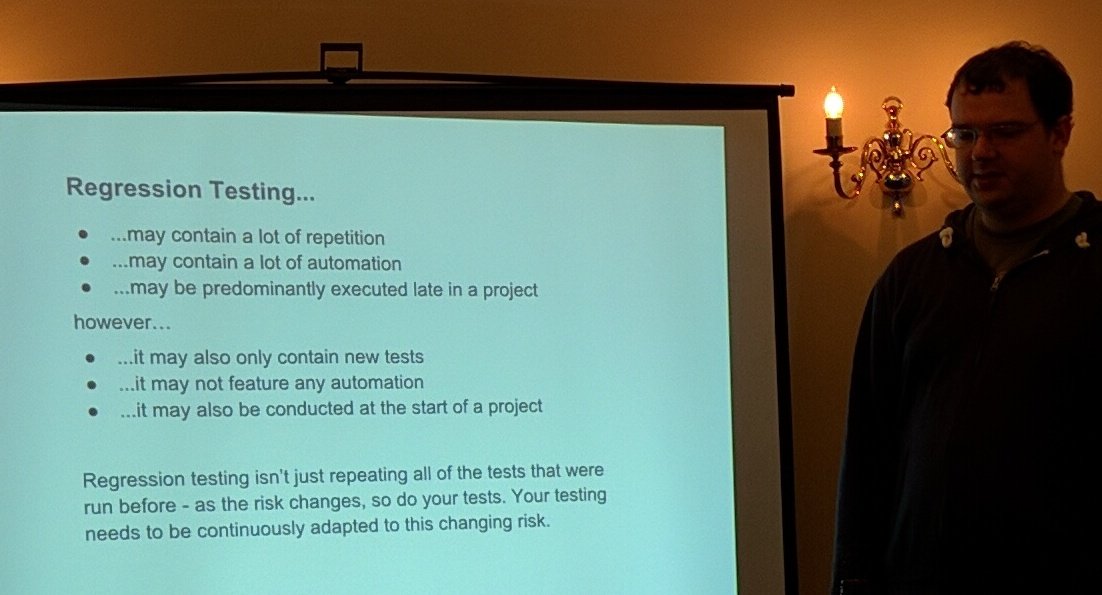 Regression Testing...
• ...may contain a lot of repetition
• ...may contain a lot of automation
• ...may be predominantly executed late in a project
however...
• ...it may also only contain new tests
• ...it may not feature any automation
• ...it may also be conducted at the start of a project
Regression testing isn't just repeating all of the tests that were
run before - as the risk changes, so do your tests. Your testing
needs to be continuously adapted to this changing risk.